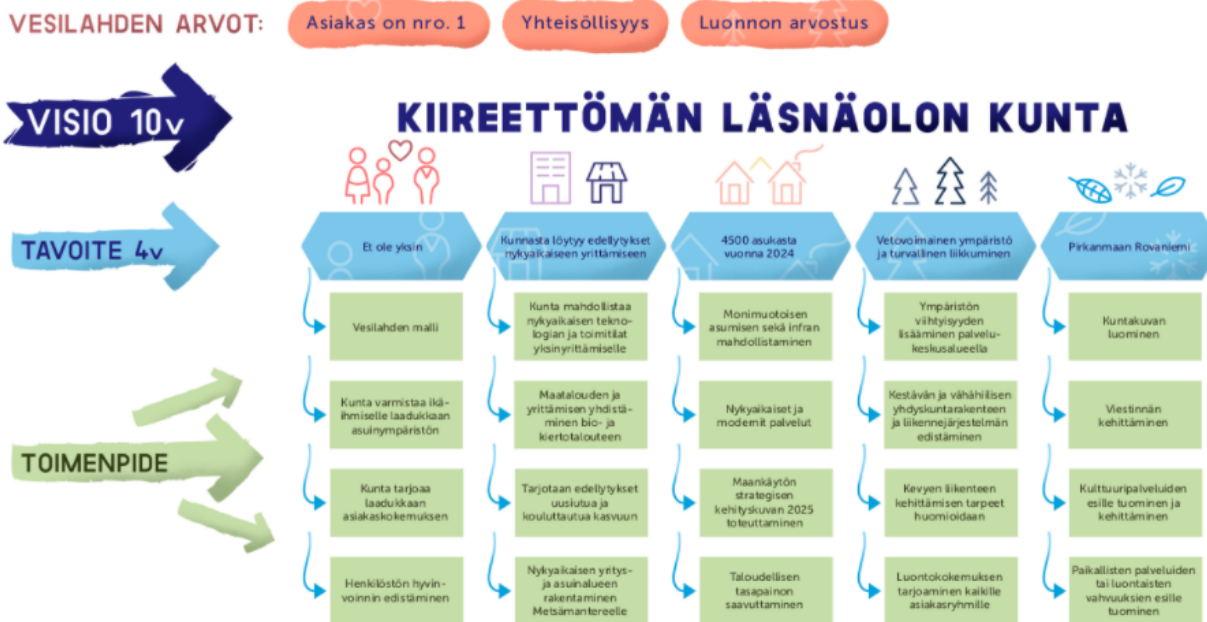 VESILAHDEN ARVOT:
Asiakas on nro. 1
Yhteisöllisyys
Luonnon arvostus
VISIO 10v
KIIREETTÖMÄN LÄSNÄOLON KUNTA
TAVOITE 4v
Et ole yksin
Kunnasta löytyy edellytykset
nykyaikaiseen yrittämiseen
4500 asukasta
vuonna 2024
Vetovoimainen ympäristö
ja turvallinen liikkuminen
Pirkanmaan Rovaniemi
TOIMENPIDE
Vesilahden malli
Kunta mahdollistaa
nykyaikaisen tekno-
logian ja toimitilat
yksinyrittämiselle
Monimuotoisen
asumisen sekä infran
mahdollistaminen
Ympäristön
viihtyisyyden
lisääminen palvelu-
keskusalueella
Kuntakuvan
luominen
Kunta varmistaa ikä-
ihmiselle laadukkaan
asuinympäristön
Maatalouden ja
yrittämisen yhdistä-
minen bio- ja
kiertotalouteen
Nykyaikaiset ja
modernit palvelut
Kestävän ja vähähiilisen
yhdyskuntarakenteen
ja liikennejärjestelmän
edistäminen
Viestinnän
kehittäminen
Kunta tarjoaa
laadukkaan
asiakaskokemuksen
Tarjotaan edellytykset
uusiutua ja
kouluttautua kasvuun
Maankäytön
strategisen
kehityskuvan 2025
toteuttaminen
Kevyen liikenteen
kehittämisen tarpeet
huomioidaan
Kulttuuripalveluiden
esille tuominen ja
kehittäminen
Henkilöstön hyvin-
voinnin edistäminen
Nykyaikaisen yritys-
ja asuinalueen
rakentaminen
Metsämantereelle
Taloudellisen
tasapainon
saavuttaminen
Luontokokemuksen
tarjoaminen kaikille
asiakasryhmille
Paikallisten palveluiden
tai luontaisten
vahvuuksien esille
tuominen